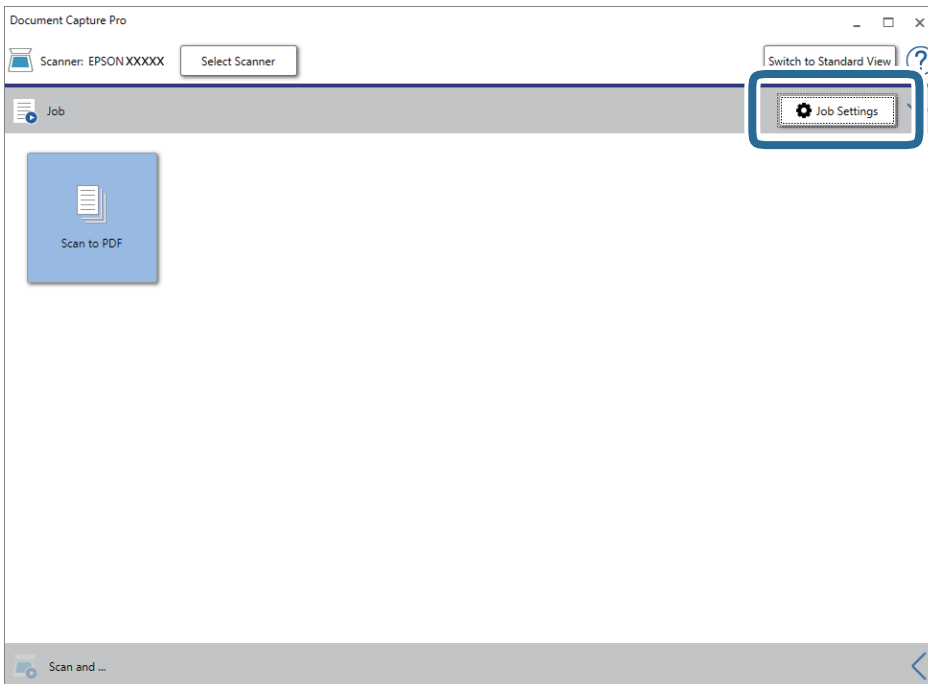 Document Capture Pro
Scanner: EPSON XXXXX
Select Scanner
Switch to Standard View
?
Job
Job Settings
Scan to PDF
Scan and ...